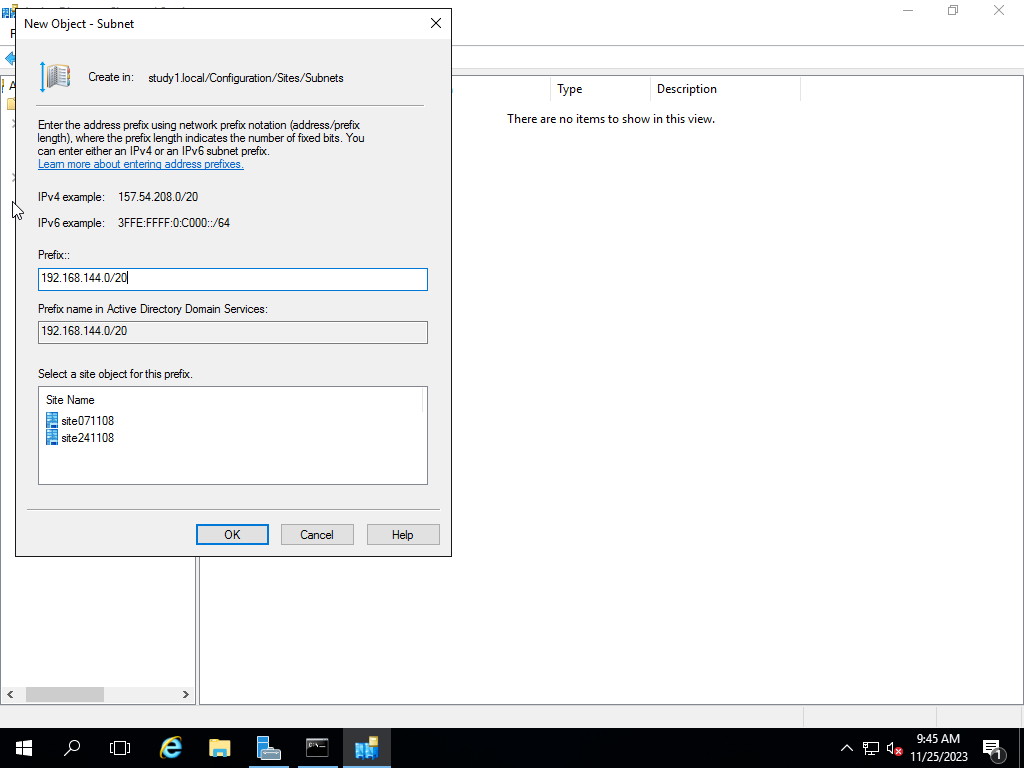 New Object - Subnet
Create in: study1.local/Configuration/Sites/Subnets
Enter the address prefix using network prefix notation (address/prefix
length), where the prefix length indicates the number of fixed bits. You
can enter either an IPv4 or an IPv6 subnet prefix.
Learn more about entering address prefixes.
IPv4 example: 157.54.208.0/20
IPv6 example: 3FFE:FFFF:0:C000::/64
Prefix::
192.168.144.0/20
Prefix name in Active Directory Domain Services:
192.168.144.0/20
Select a site object for this prefix.
Site Name
site071108
site241108
OK Cancel Help
Type Description
There are no items to show in this view.
9:45 AM
11/25/2023
1